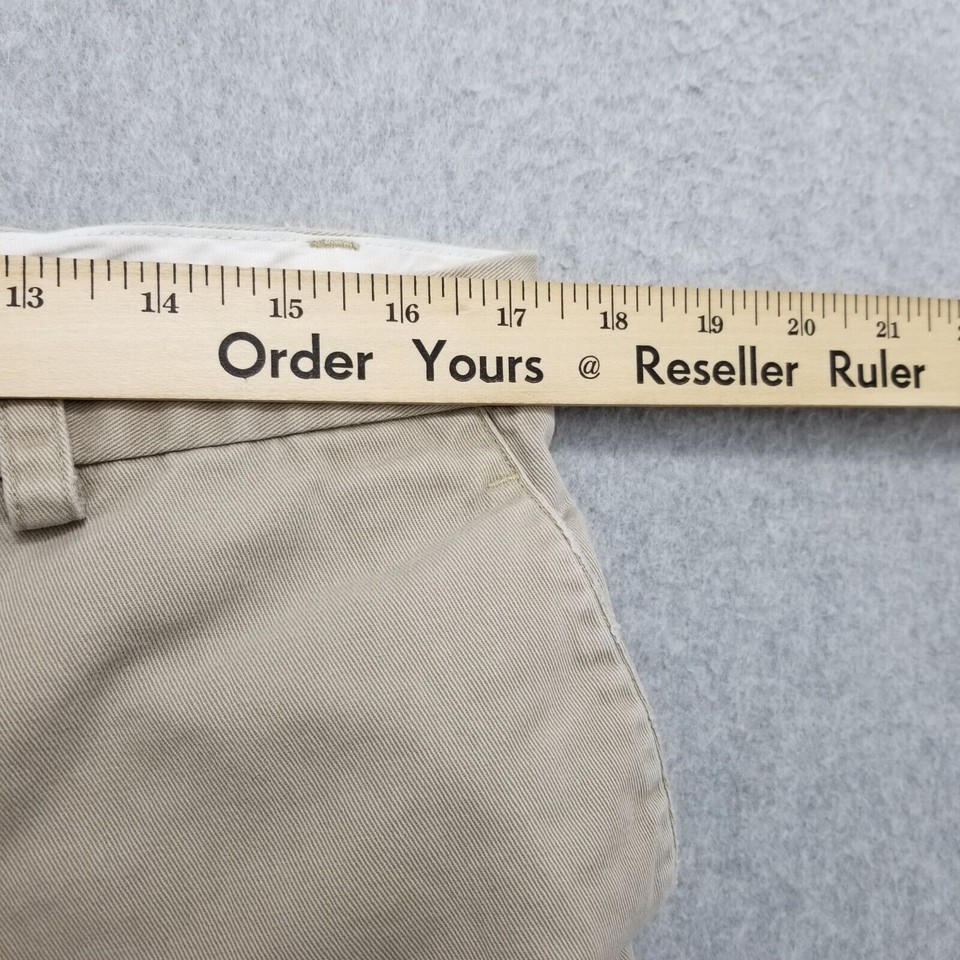 13 14 15 16 17 18 19 20 21
Order Yours @ Reseller Ruler